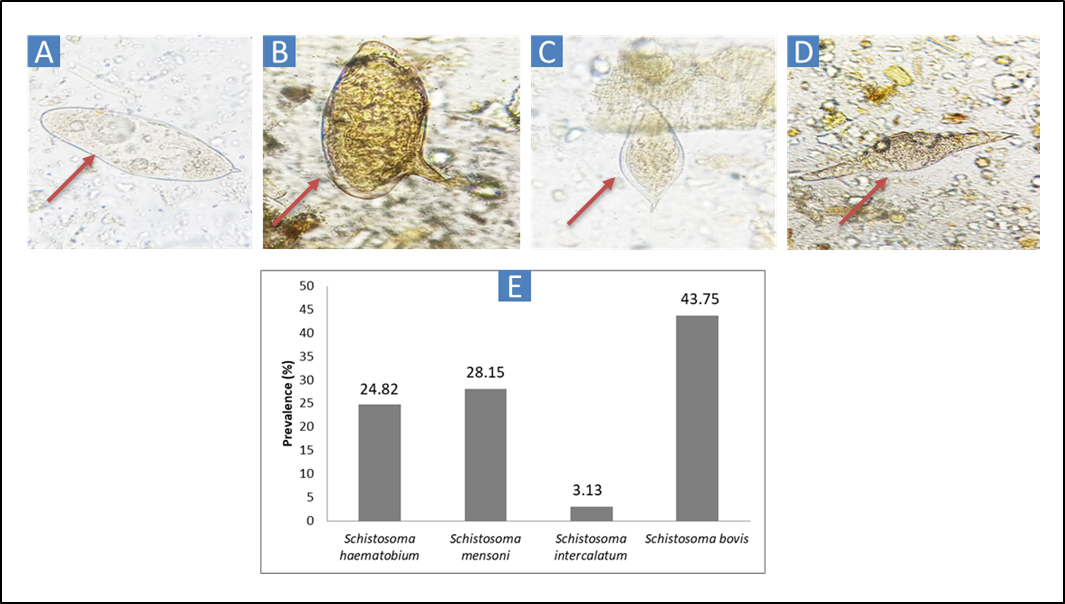 A
B
C
D
E
50
45
40
35
30
25
20
15
10
5
0
Prevalence (%)
24.82
28.15
3.13
43.75
Schistosoma
haematobium
Schistosoma
mensoni
Schistosoma
intercalatum
Schistosoma bovis